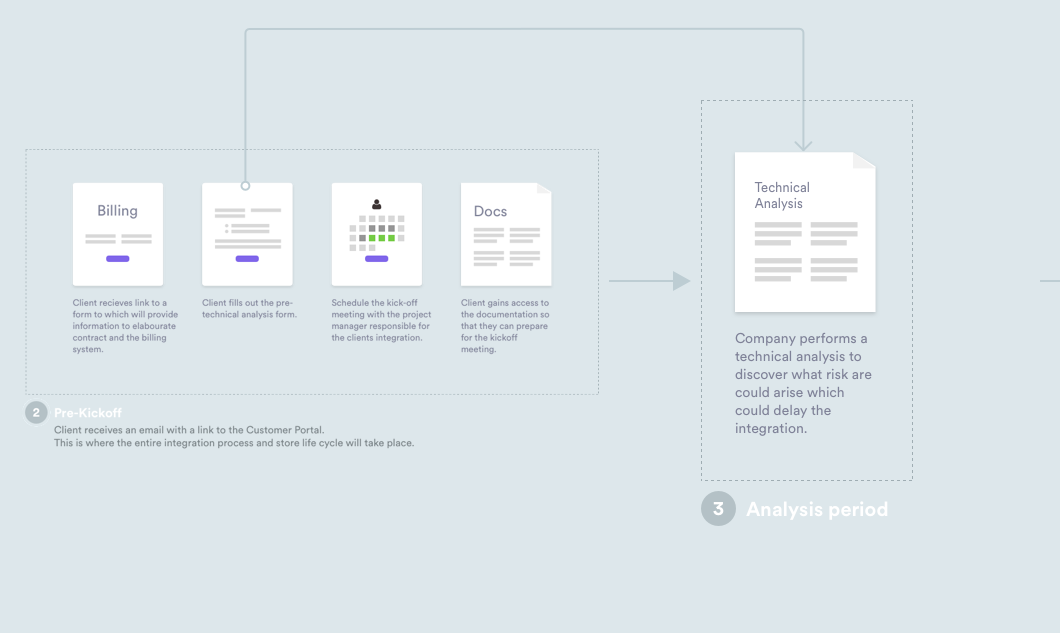 Billing
Client recieves link to a
form to which will provide
information to elabourate
contract and the billing
system.
Client fills out the pre-
technical analysis form.
Schedule the kick-off
meeting with the project
manager responsible for
the clients integration.
Docs
Client gains access to
the documentation so
that they can prepare
for the kickoff
meeting.
2 Pre-Kickoff
Client receives an email with a link to the Customer Portal.
This is where the entire integration process and store life cycle will take place.
Technical
Analysis
Company performs a
technical analysis to
discover what risk are
could arise which
could delay the
integration.
3 Analysis period